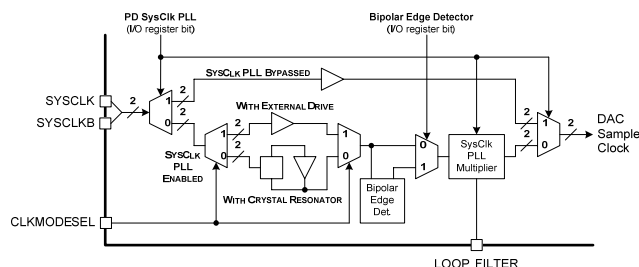 PD SysClk PLL
(I/O register bit)
Bipolar Edge Detector
(I/O register bit)
SYSCLK PLL BYPASSED
2
2
1
0
2
SYSCLK
SYSCLKB
2
WITH EXTERNAL DRIVE
2
1
0
2
SYSCLK
PLL
ENABLED
WITH CRYSTAL RESONATOR
1
0
0
1
Bipolar
Edge
Det.
SysClk
PLL
Multiplier
2
2
1
0
2
DAC
Sample
Clock
CLKMODESEL
LOOP FILTER